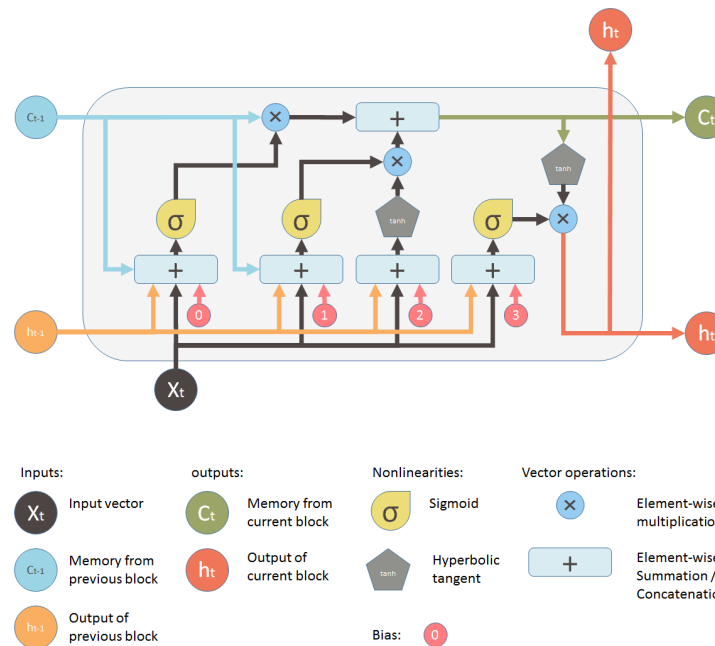 ht
Ct-1
×
+
Ct
tanh
×
σ
σ
tanh
σ
×
+
+
+
+
ht-1
0
1
2
3
ht
Xt
Inputs:
outputs:
Nonlinearities:
Vector operations:
Xt
Input vector
Ct
Memory from
current block
σ
Sigmoid
×
Element-wise
multiplicatio
Ct-1
Memory from
previous block
ht
Output of
current block
tanh
Hyperbolic
tangent
+
Element-wise
Summation /
Concatenatio
ht-1
Output of
previous block
Bias:
0